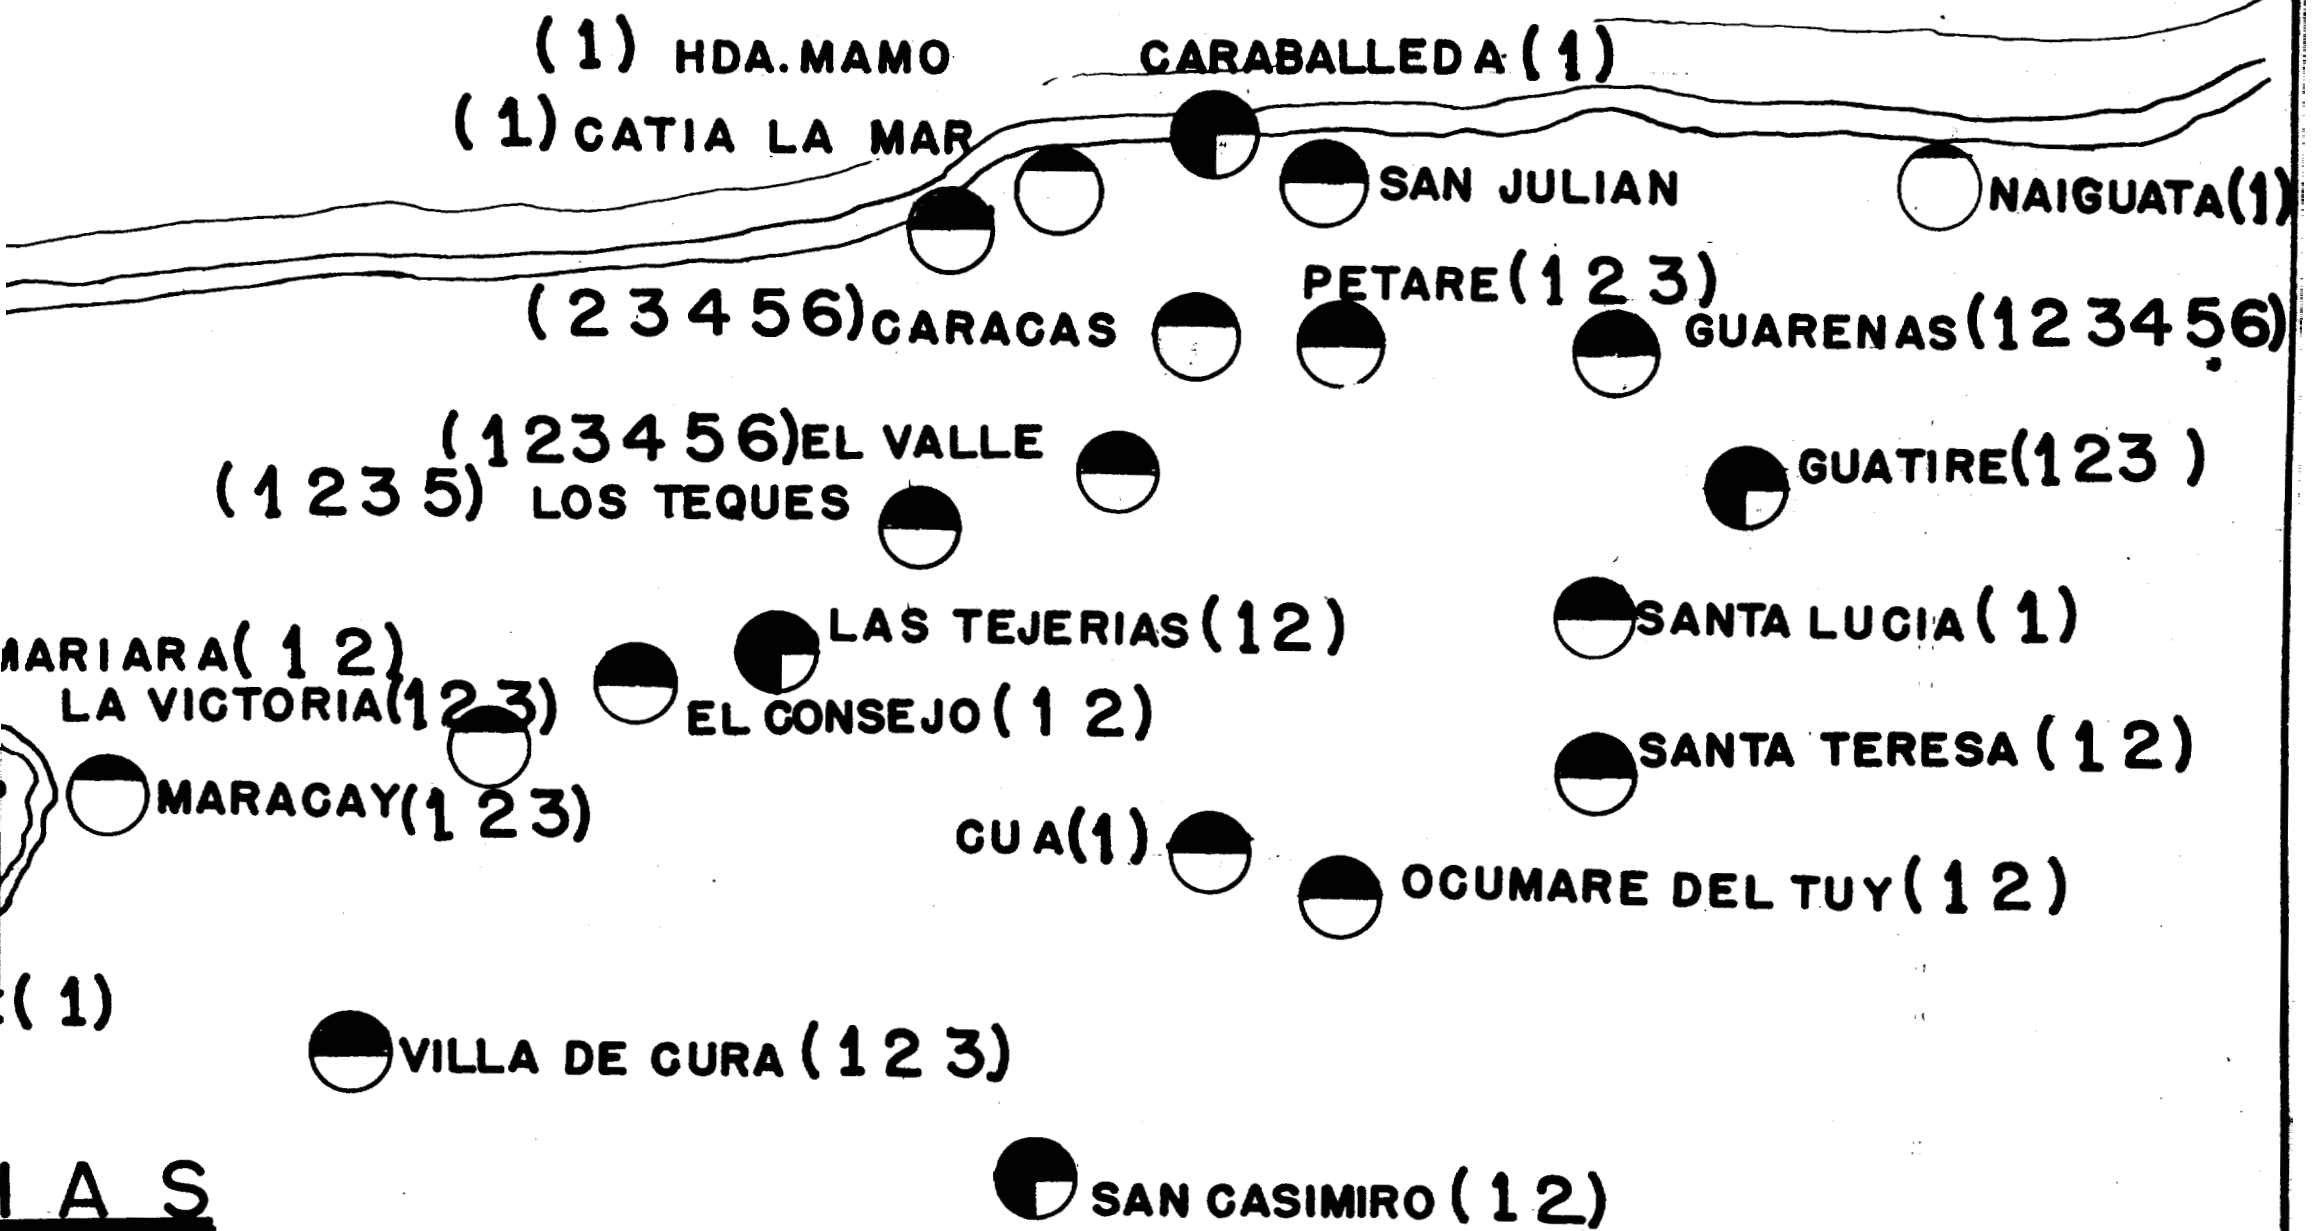 (1) HDA. MAMO
CARABALLEDA (1)
(1) CATIA LA MAR
SAN JULIAN
NAIGUATA (1)
PETARE (1 2 3)
(2 3 4 5 6) CARACAS
GUARENAS (1 2 3 4 5 6)
(1 2 3 4 5 6) EL VALLE
GUATIRE (1 2 3 )
(1 2 3 5) LOS TEQUES
LAS TEJERIAS (1 2)
SANTA LUCIA (1)
MARIARA (1 2)
LA VICTORIA (1 2 3)
EL CONSEJO (1 2)
SANTA TERESA (1 2)
MARACAY (1 2 3)
CUA (1)
OCUMARE DEL TUY (1 2)
(1)
VILLA DE CURA (1 2 3)
A S
SAN CASIMIRO (1 2)